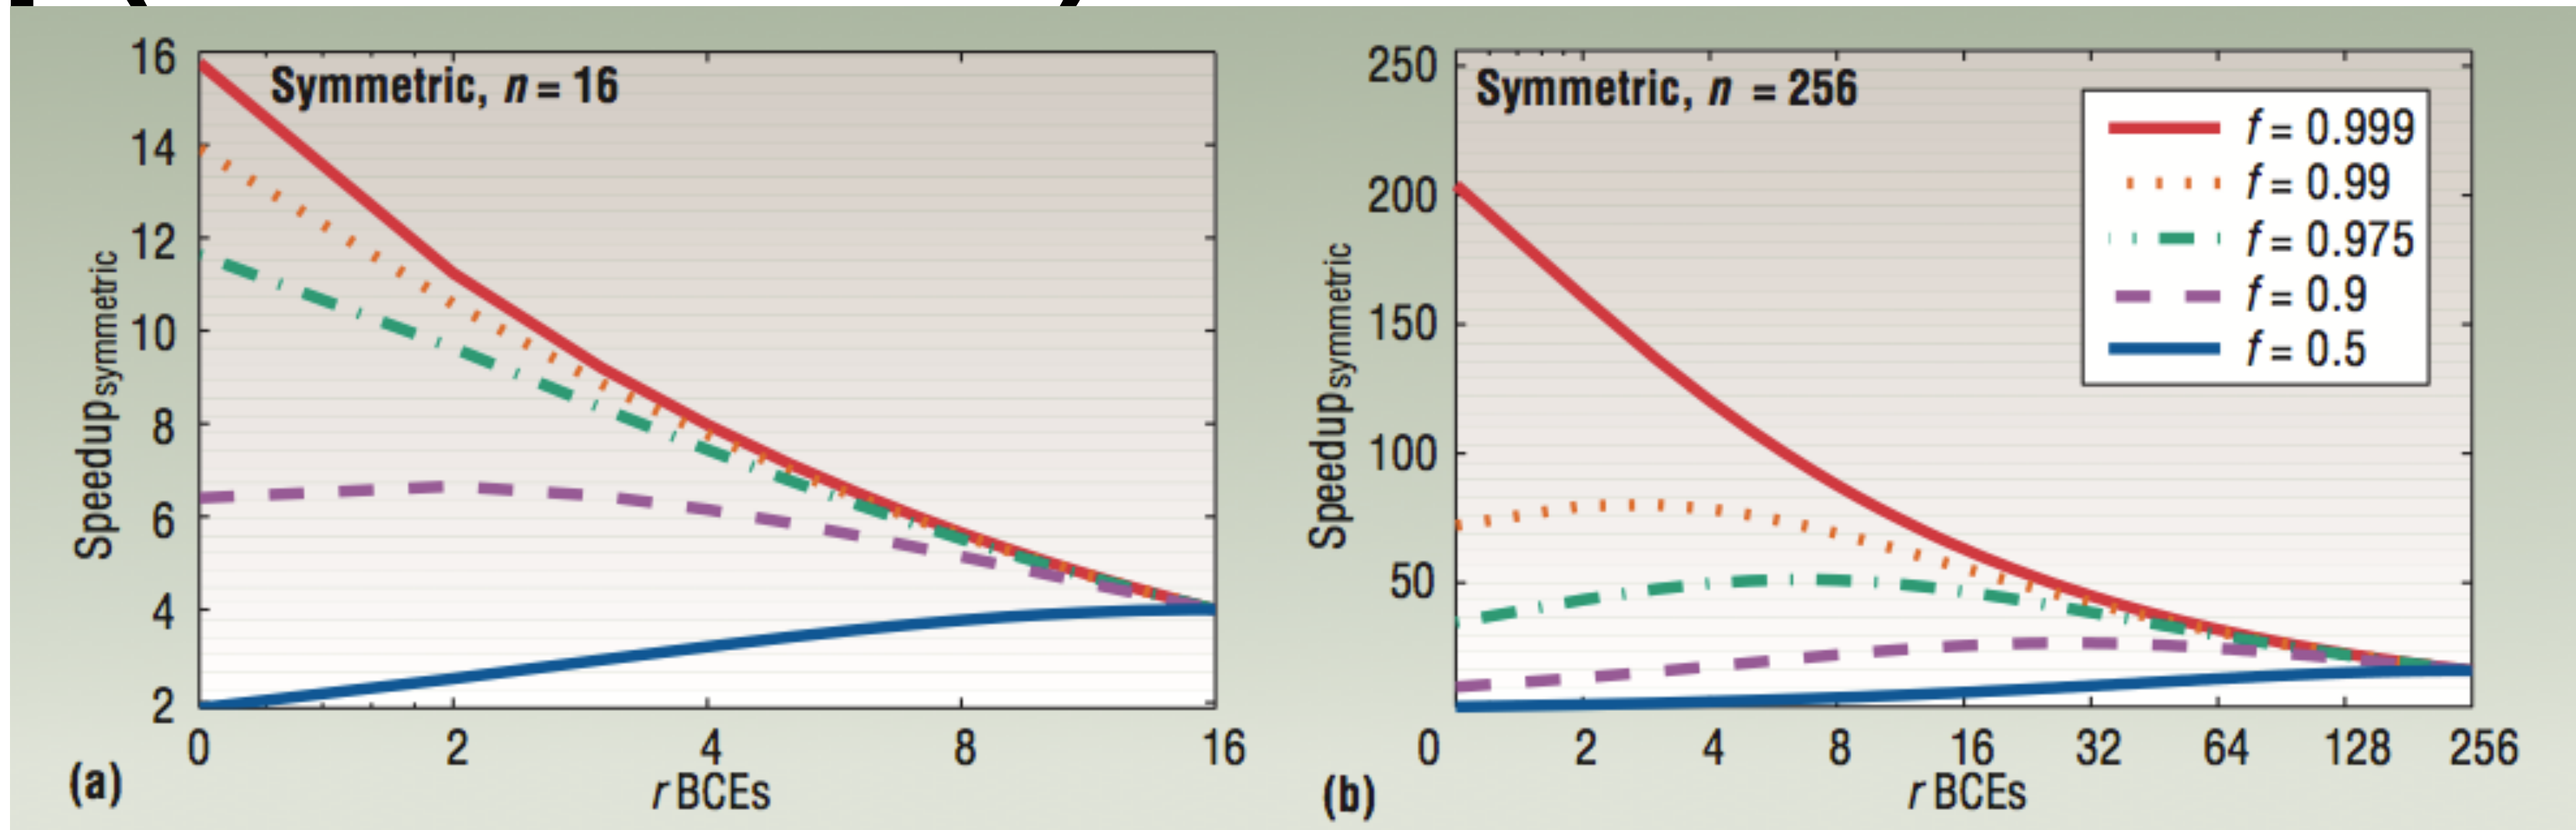 Symmetric, n = 16
16
14
12
10
8
6
4
2
Speedup symmetric
0 2 4 8 16
r BCEs
(a)
Symmetric, n = 256
250
200
150
100
50
0
Speedup symmetric
2 4 8 16 32 64 128 256
r BCEs
(b)
f = 0.999
f = 0.99
f = 0.975
f = 0.9
f = 0.5